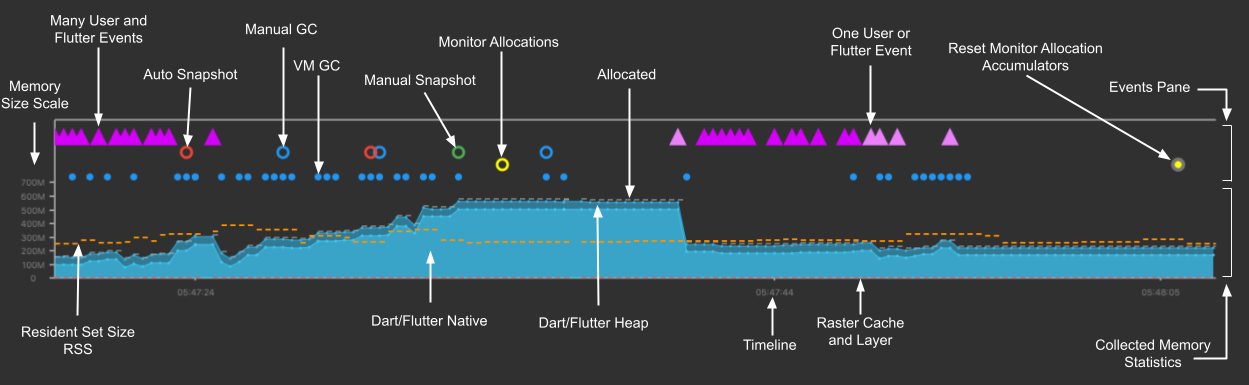 Many User and
Flutter Events
Auto Snapshot
Manual GC
VM GC
Manual Snapshot
Monitor Allocations
Allocated
One User or
Flutter Event
Reset Monitor Allocation
Accumulators
Events Pane
Memory
Size Scale
700M
600M
500M
400M
300M
200M
100M
0
05:47:24
05:47:44
05:48:05
Resident Set Size
RSS
Dart/Flutter Native
Dart/Flutter Heap
Timeline
Raster Cache
and Layer
Collected Memory
Statistics